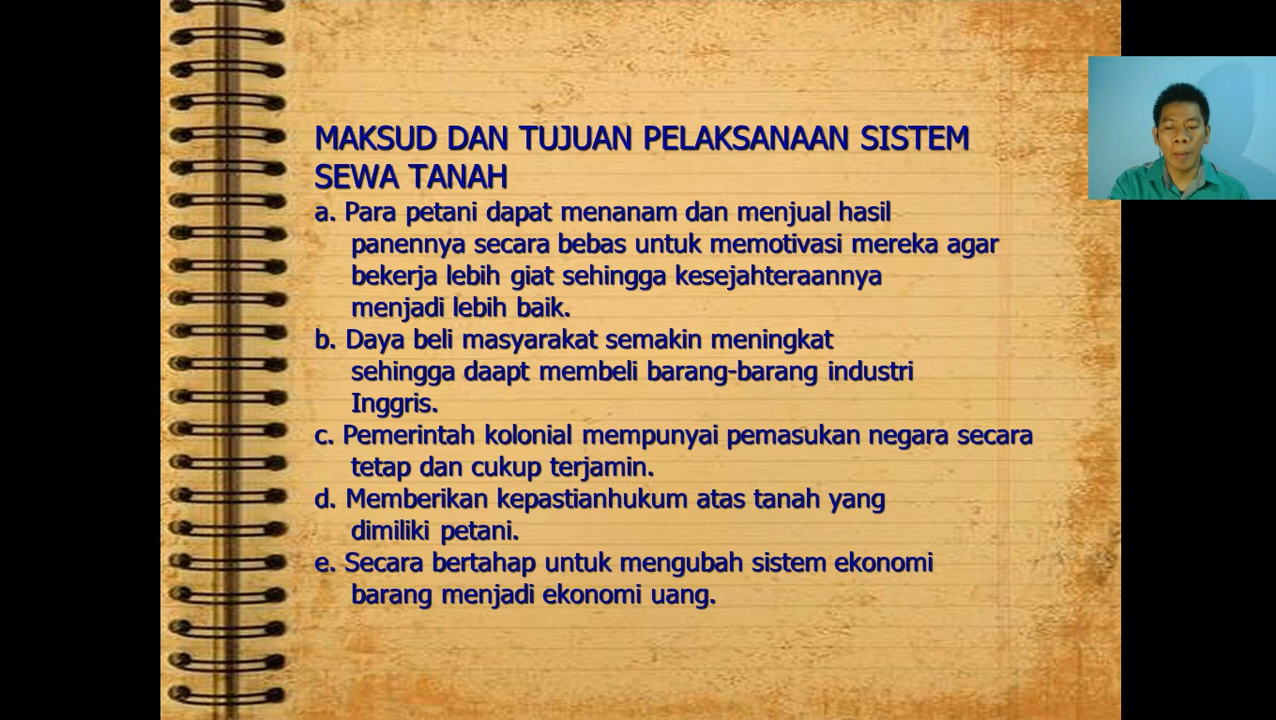 MAKSUD DAN TUJUAN PELAKSANAAN SISTEM
SEWA TANAH
a. Para petani dapat menanam dan menjual hasil
panennya secara bebas untuk memotivasi mereka agar
bekerja lebih giat sehingga kesejahteraannya
menjadi lebih baik.
b. Daya beli masyarakat semakin meningkat
sehingga daapt membeli barang-barang industri
Inggris.
c. Pemerintah kolonial mempunyai pemasukan negara secara
tetap dan cukup terjamin.
d. Memberikan kepastianhukum atas tanah yang
dimiliki petani.
e. Secara bertahap untuk mengubah sistem ekonomi
barang menjadi ekonomi uang.